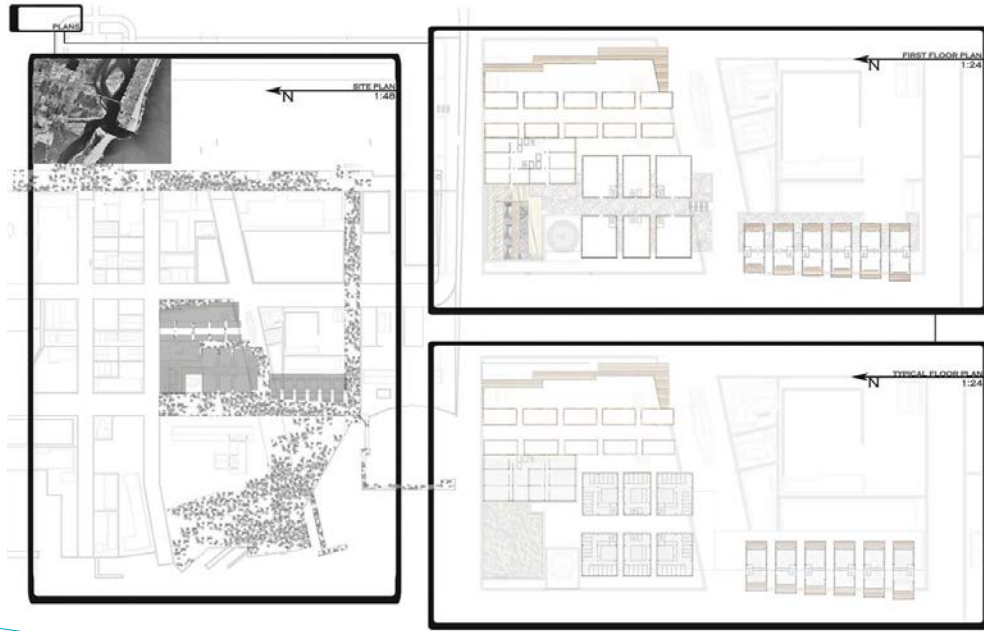 PLANS
SITE PLAN
N
1:48
FIRST FLOOR PLAN
N
1:24
TYPICAL FLOOR PLAN
N
1:24